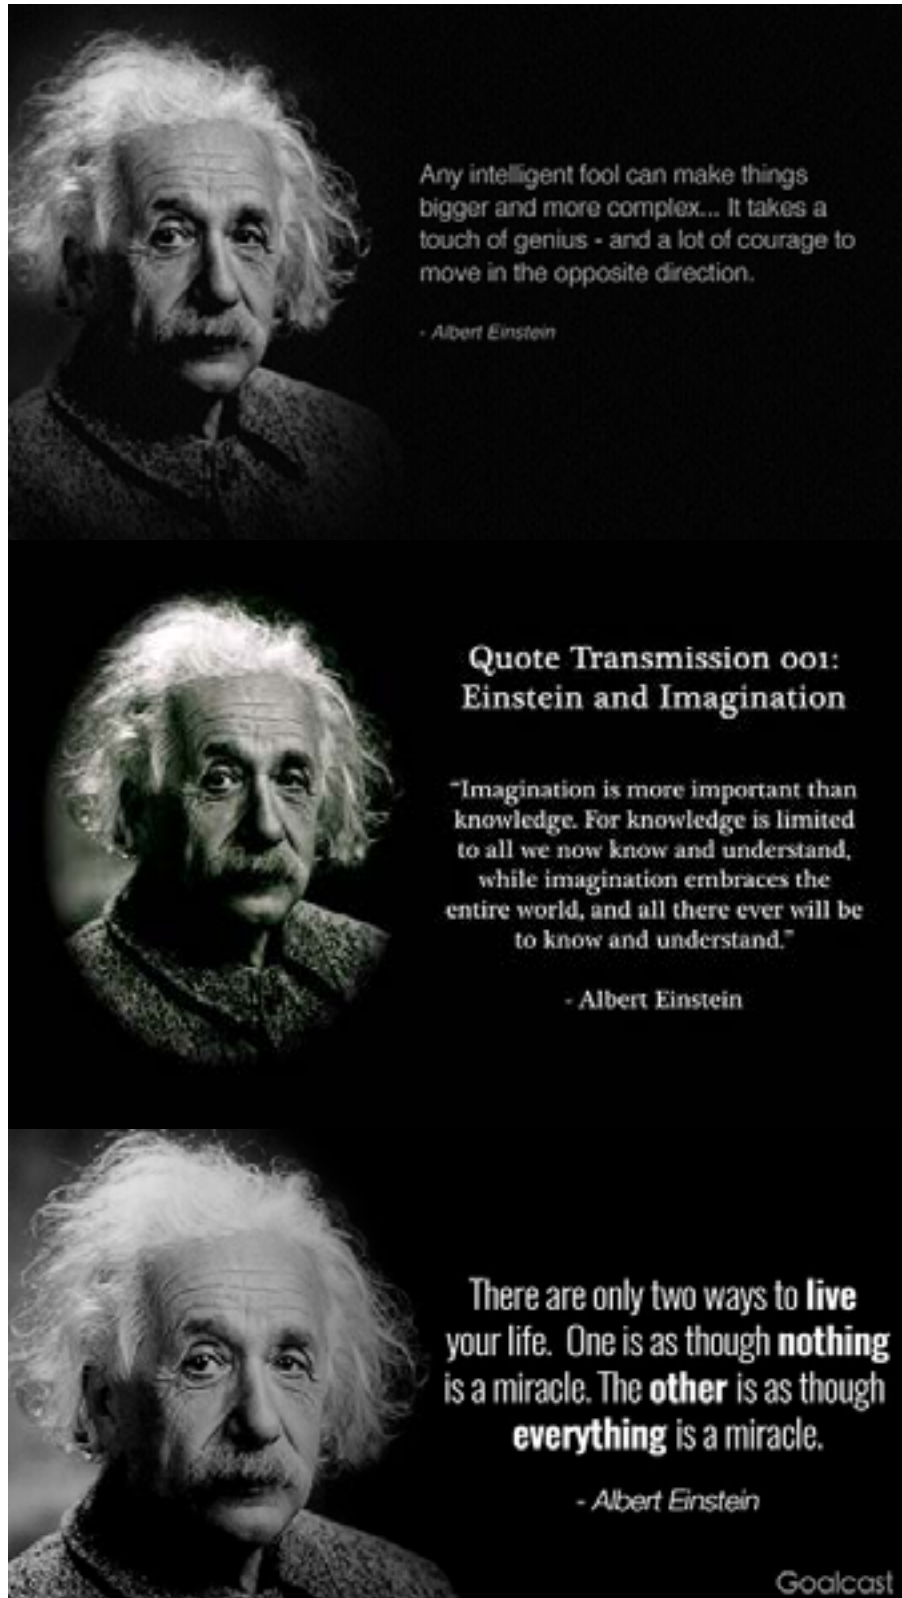 Any intelligent fool can make things
bigger and more complex... It takes a
touch of genius - and a lot of courage to
move in the opposite direction.
- Albert Einstein
Quote Transmission 001:
Einstein and Imagination
"Imagination is more important than
knowledge. For knowledge is limited
to all we now know and understand,
while imagination embraces the
entire world, and all there ever will be
to know and understand."
- Albert Einstein
There are only two ways to live
your life. One is as though nothing
is a miracle. The other is as though
everything is a miracle.
- Albert Einstein
Goalcast